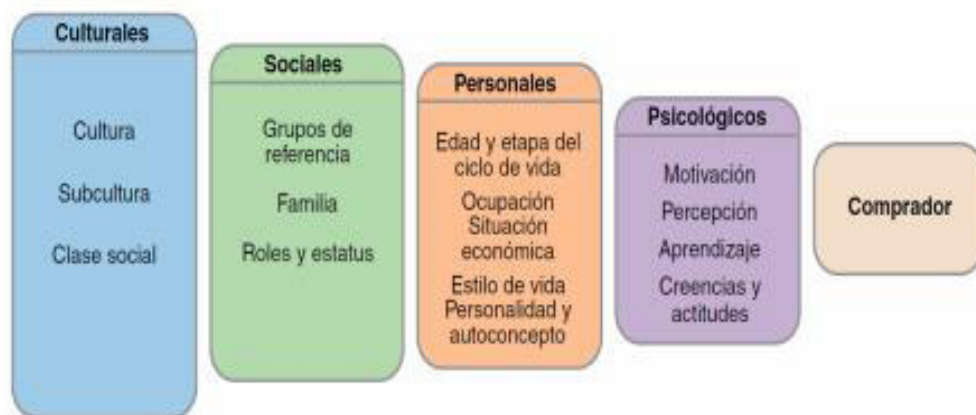 Culturales
Cultura
Subcultura
Clase social
Sociales
Grupos de
referencia
Familia
Roles y estatus
Personales
Edad y etapa del
ciclo de vida
Ocupación
Situación
económica
Estilo de vida
Personalidad y
autoconcepto
Psicológicos
Motivación
Percepción
Aprendizaje
Creencias y
actitudes
Comprador